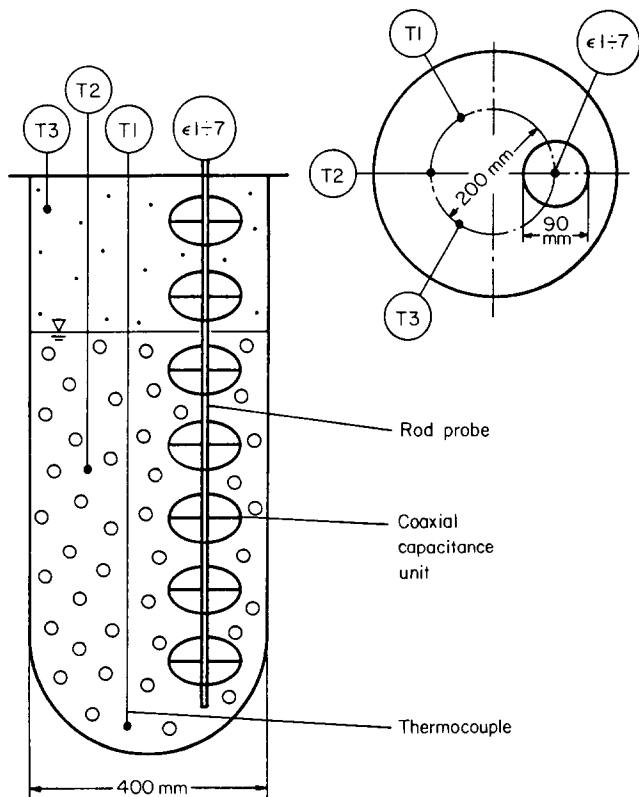 T3
T2
T1
ϵ1÷7
T1
ϵ1÷7
T2
T3
200 mm
90
mm
Rod probe
Coaxial
capacitance
unit
Thermocouple
400 mm